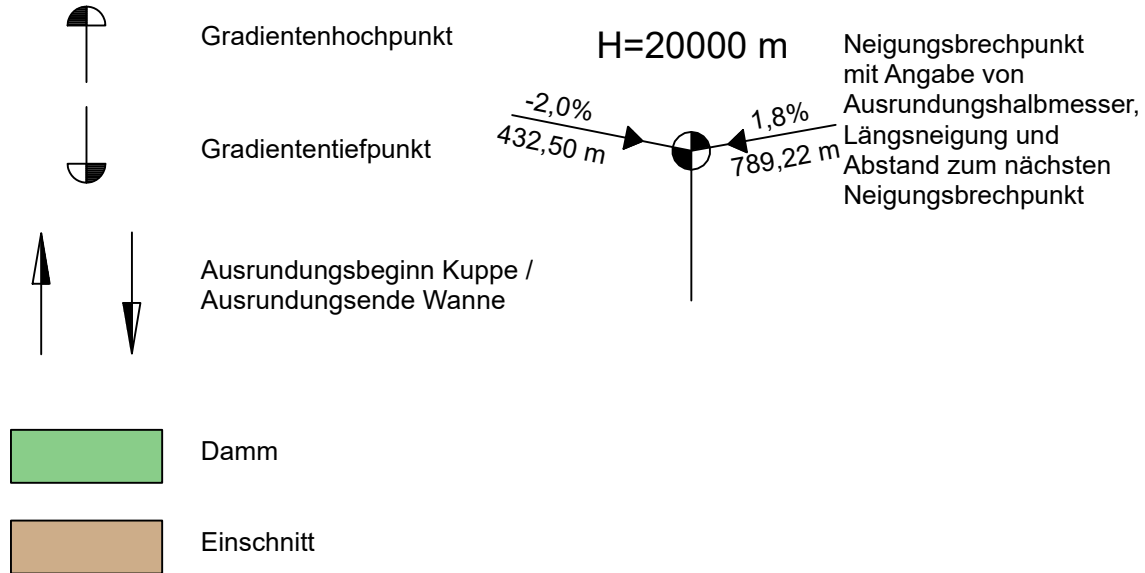 Gradientenhochpunkt
Gradiententiefpunkt
Ausrundungsbeginn Kuppe /
Ausrundungsende Wanne
Damm
Einschnitt
H=20000 m
-2,0%
432,50 m
1,8%
789,22 m
Neigungsbrechpunkt
mit Angabe von
Ausrundungshalbmesser,
Längsneigung und
Abstand zum nächsten
Neigungsbrechpunkt